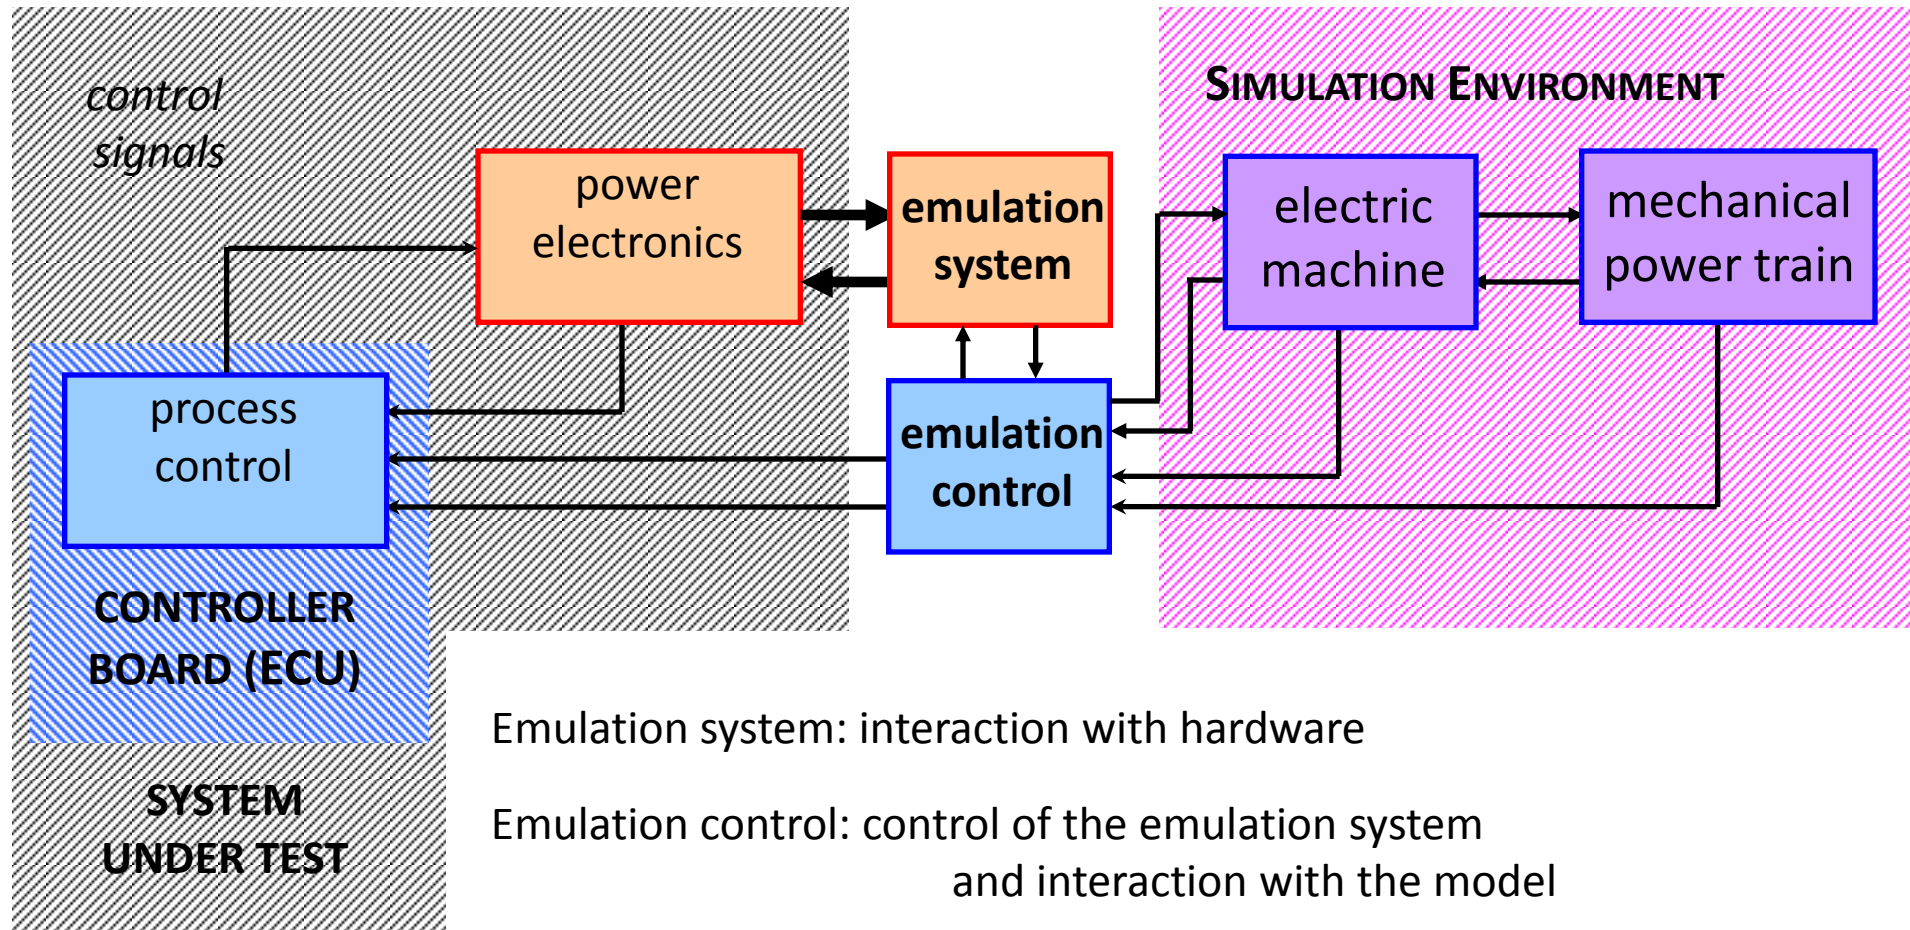 control
signals
SIMULATION ENVIRONMENT
power
electronics
emulation
system
electric
machine
mechanical
power train
process
control
emulation
control
CONTROLLER
BOARD (ECU)
SYSTEM
UNDER TEST
Emulation system: interaction with hardware
Emulation control: control of the emulation system
and interaction with the model